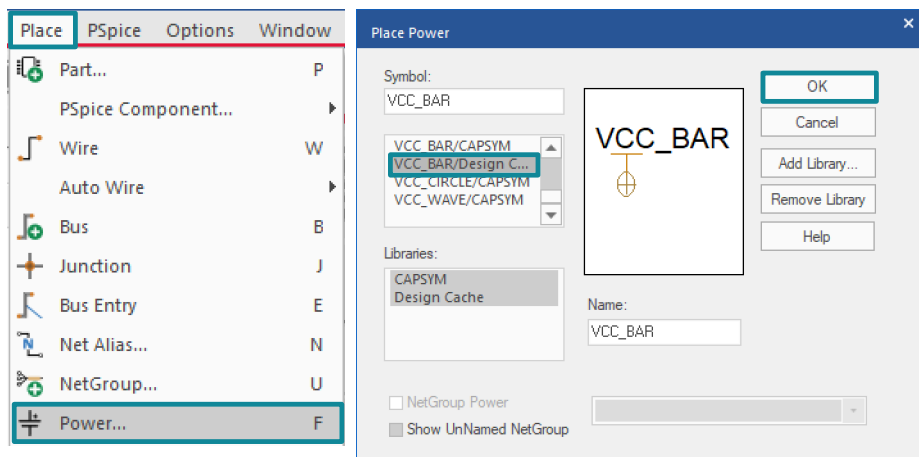 Place PSpice Options Window
Part... P
PSpice Component...
Wire W
Auto Wire
Bus B
Junction J
Bus Entry E
Net Alias... N
NetGroup... U
Power... F
Place Power
Symbol:
VCC_BAR
VCC_BAR/CAPSYM
VCC_BAR/Design C...
VCC_CIRCLE/CAPSYM
VCC_WAVE/CAPSYM
Libraries:
CAPSYM
Design Cache
VCC_BAR
Name:
VCC_BAR
OK
Cancel
Add Library...
Remove Library
Help
NetGroup Power
Show UnNamed NetGroup